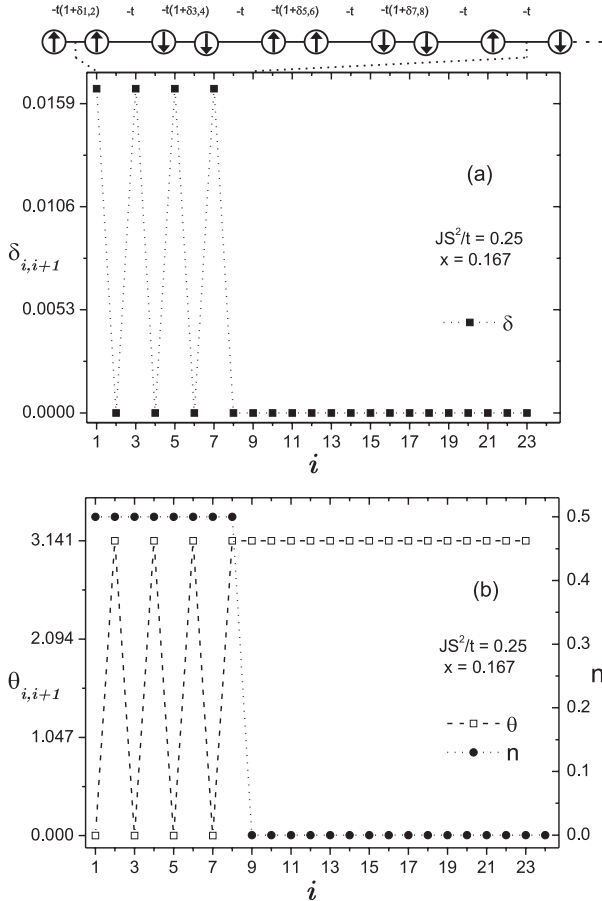 -t(1+δ1,2) -t -t(1+δ3,4) -t -t(1+δ5,6) -t -t(1+δ7,8) -t -t
0.0159
0.0106
0.0053
0.0000
δi,i+1
(a)
JS²/t = 0.25
x = 0.167
δ
1 3 5 7 9 11 13 15 17 19 21 23
i
3.141
2.094
1.047
0.000
θi,i+1
(b)
JS²/t = 0.25
x = 0.167
θ
n
0.5
0.4
0.3
0.2
0.1
0.0
n
1 3 5 7 9 11 13 15 17 19 21 23
i